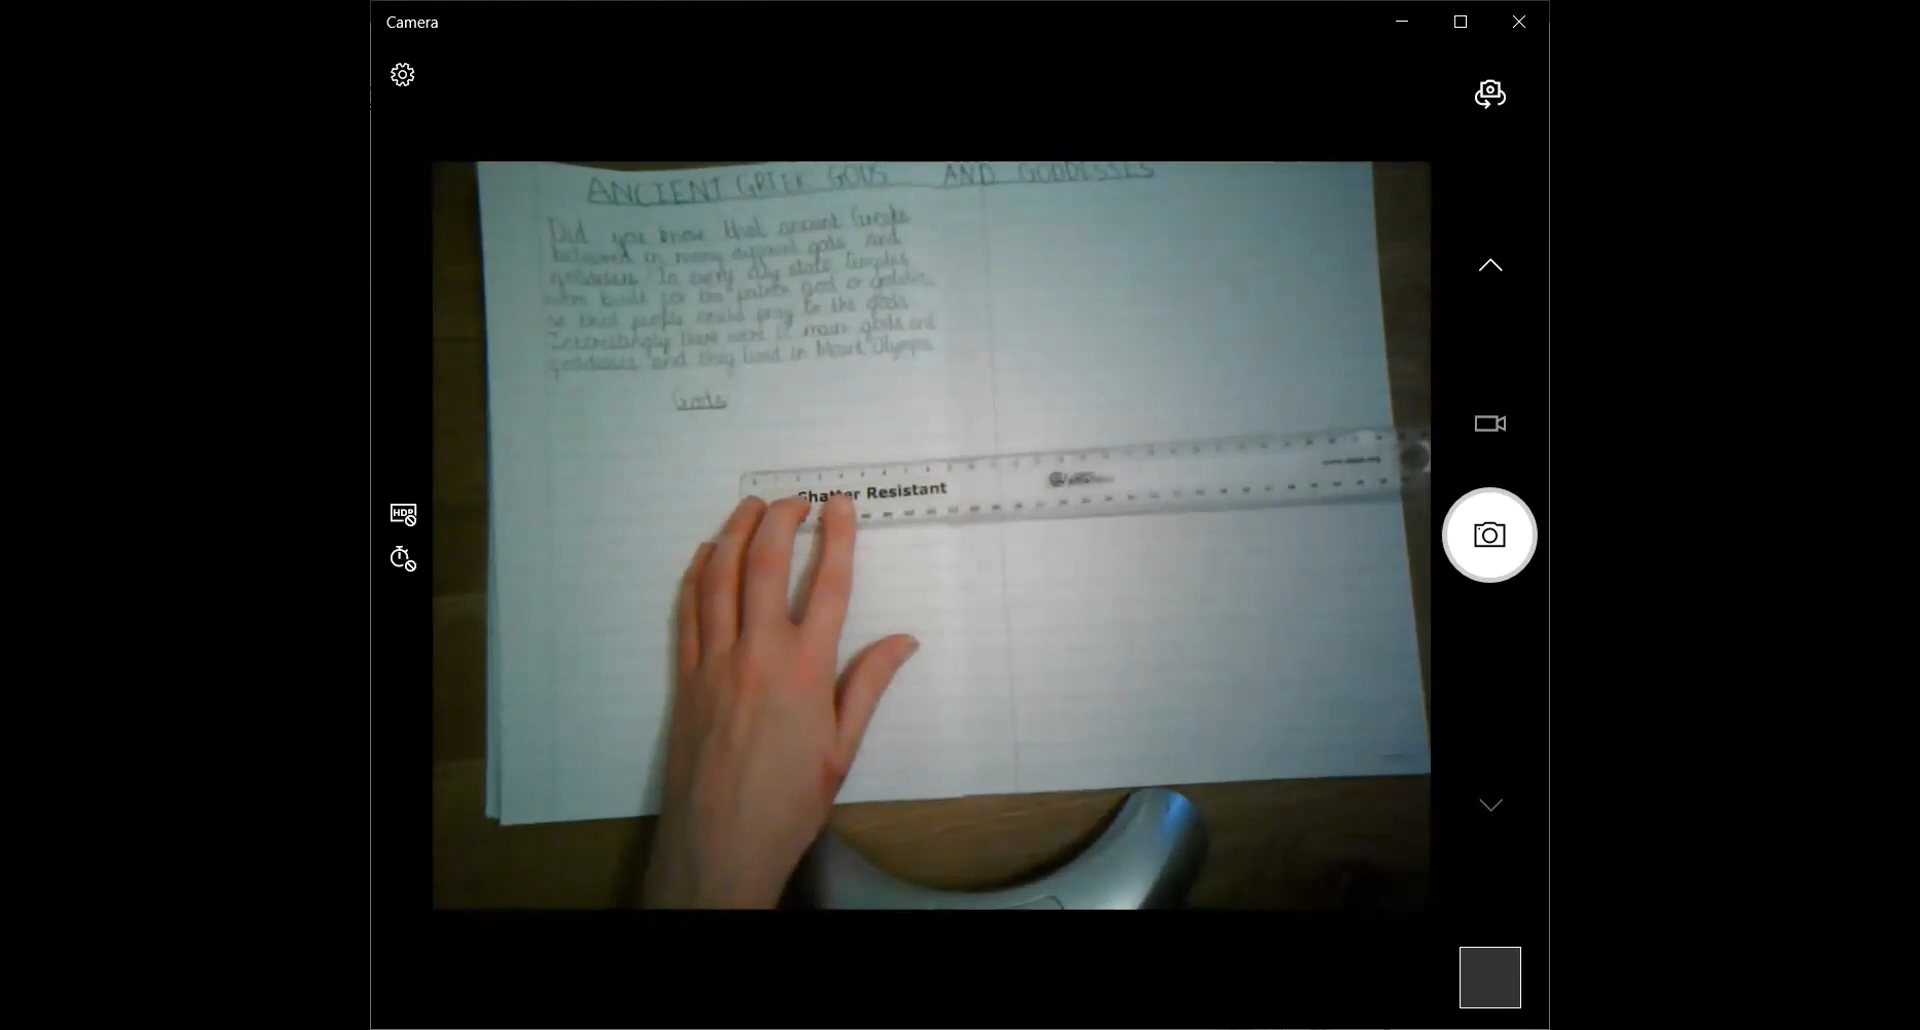 Camera
ANCIENT GREEK GODS AND GODDESSES
Did you know that ancient Greeks
believed in many different gods and
goddesses. In every city state temples
were built for the patron god or goddess
so that people could pray to the gods.
Interestingly there were 12 main gods and
goddesses and they lived in Mount Olympus
Gods
Shatter Resistant
HDR